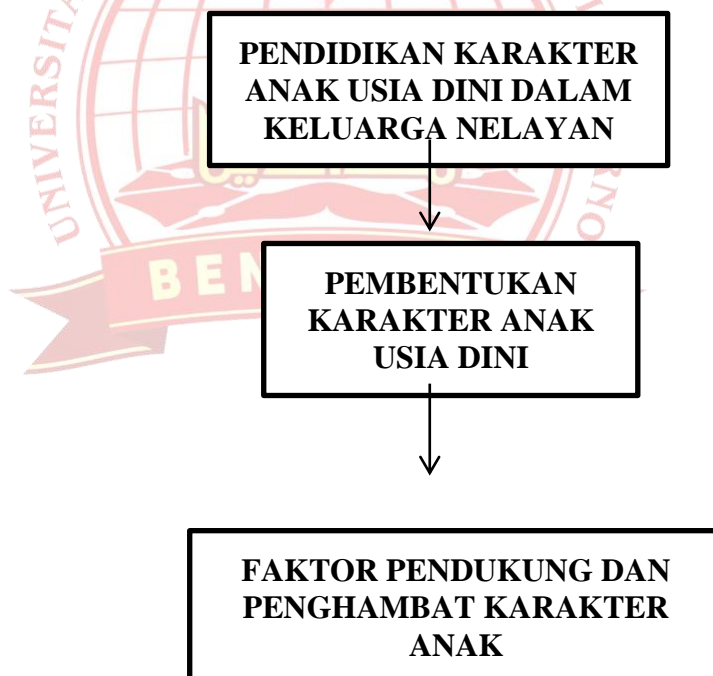 PENDIDIKAN KARAKTER
ANAK USIA DINI DALAM
KELUARGA NELAYAN
PEMBENTUKAN
KARAKTER ANAK
USIA DINI
FAKTOR PENDUKUNG DAN
PENGHAMBAT KARAKTER
ANAK